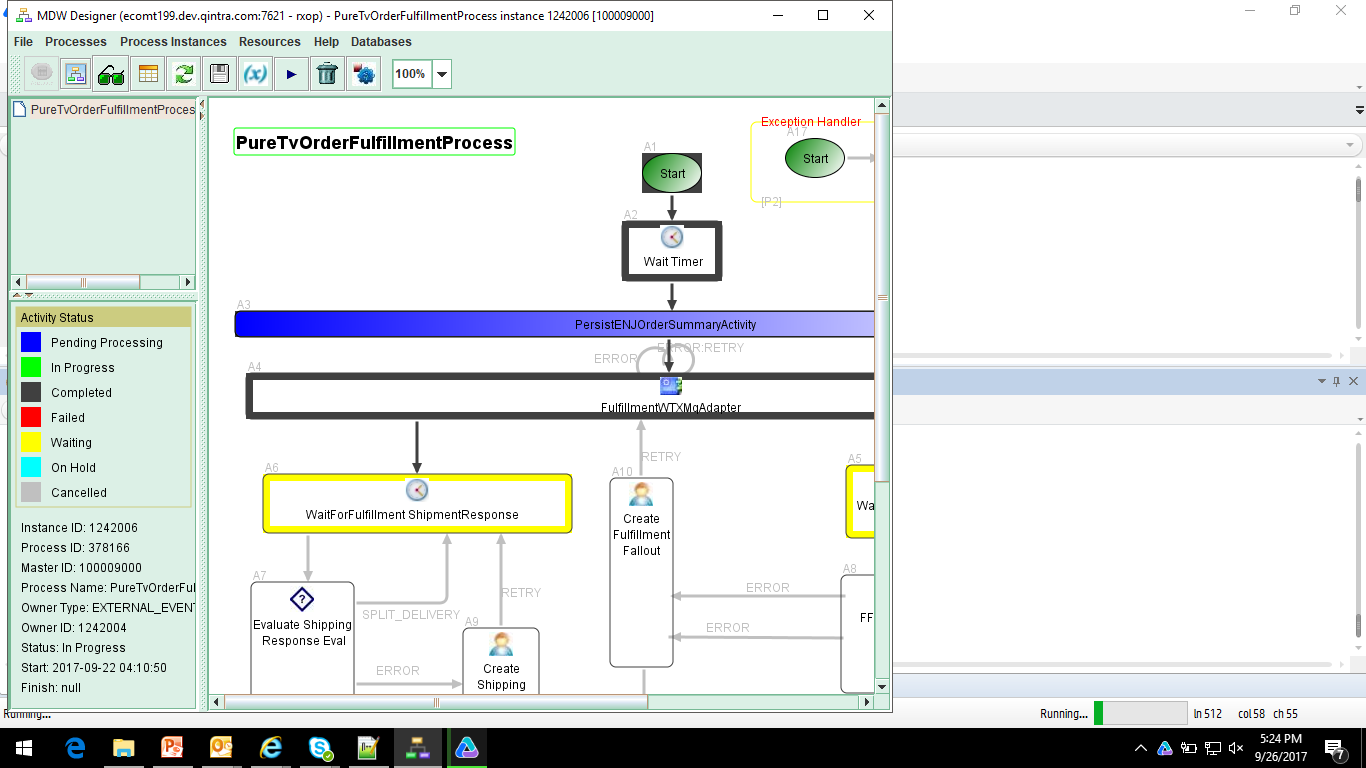 MDW Designer (ecomt199.dev.qintra.com:7621 - rxop) - PureTvOrderFulfillmentProcess instance 1242006 [100009000]
File Processes Process Instances Resources Help Databases
(x) 100%
PureTvOrderFulfillmentProces
PureTvOrderFulfillmentProcess
Exception Handler
A17
Start
[P2]
A1
Start
A2
Wait Timer
A3
PersistENJOrderSummaryActivity
ERROR
ERROR:RETRY
A4
FulfillmentWTXMqAdapter
RETRY
A6
WaitForFulfillment ShipmentResponse
A10
Create
Fulfillment
Fallout
A5
Wa
A7
Evaluate Shipping
Response Eval
SPLIT_DELIVERY
RETRY
ERROR
A9
Create
Shipping
ERROR
ERROR
A8
FF
Activity Status
Pending Processing
In Progress
Completed
Failed
Waiting
On Hold
Cancelled
Instance ID: 1242006
Process ID: 378166
Master ID: 100009000
Process Name: PureTvOrderFul
Owner Type: EXTERNAL_EVENT
Owner ID: 1242004
Status: In Progress
Start: 2017-09-22 04:10:50
Finish: null
Running...
Running... ln 512 col 58 ch 55
5:24 PM
9/26/2017
7